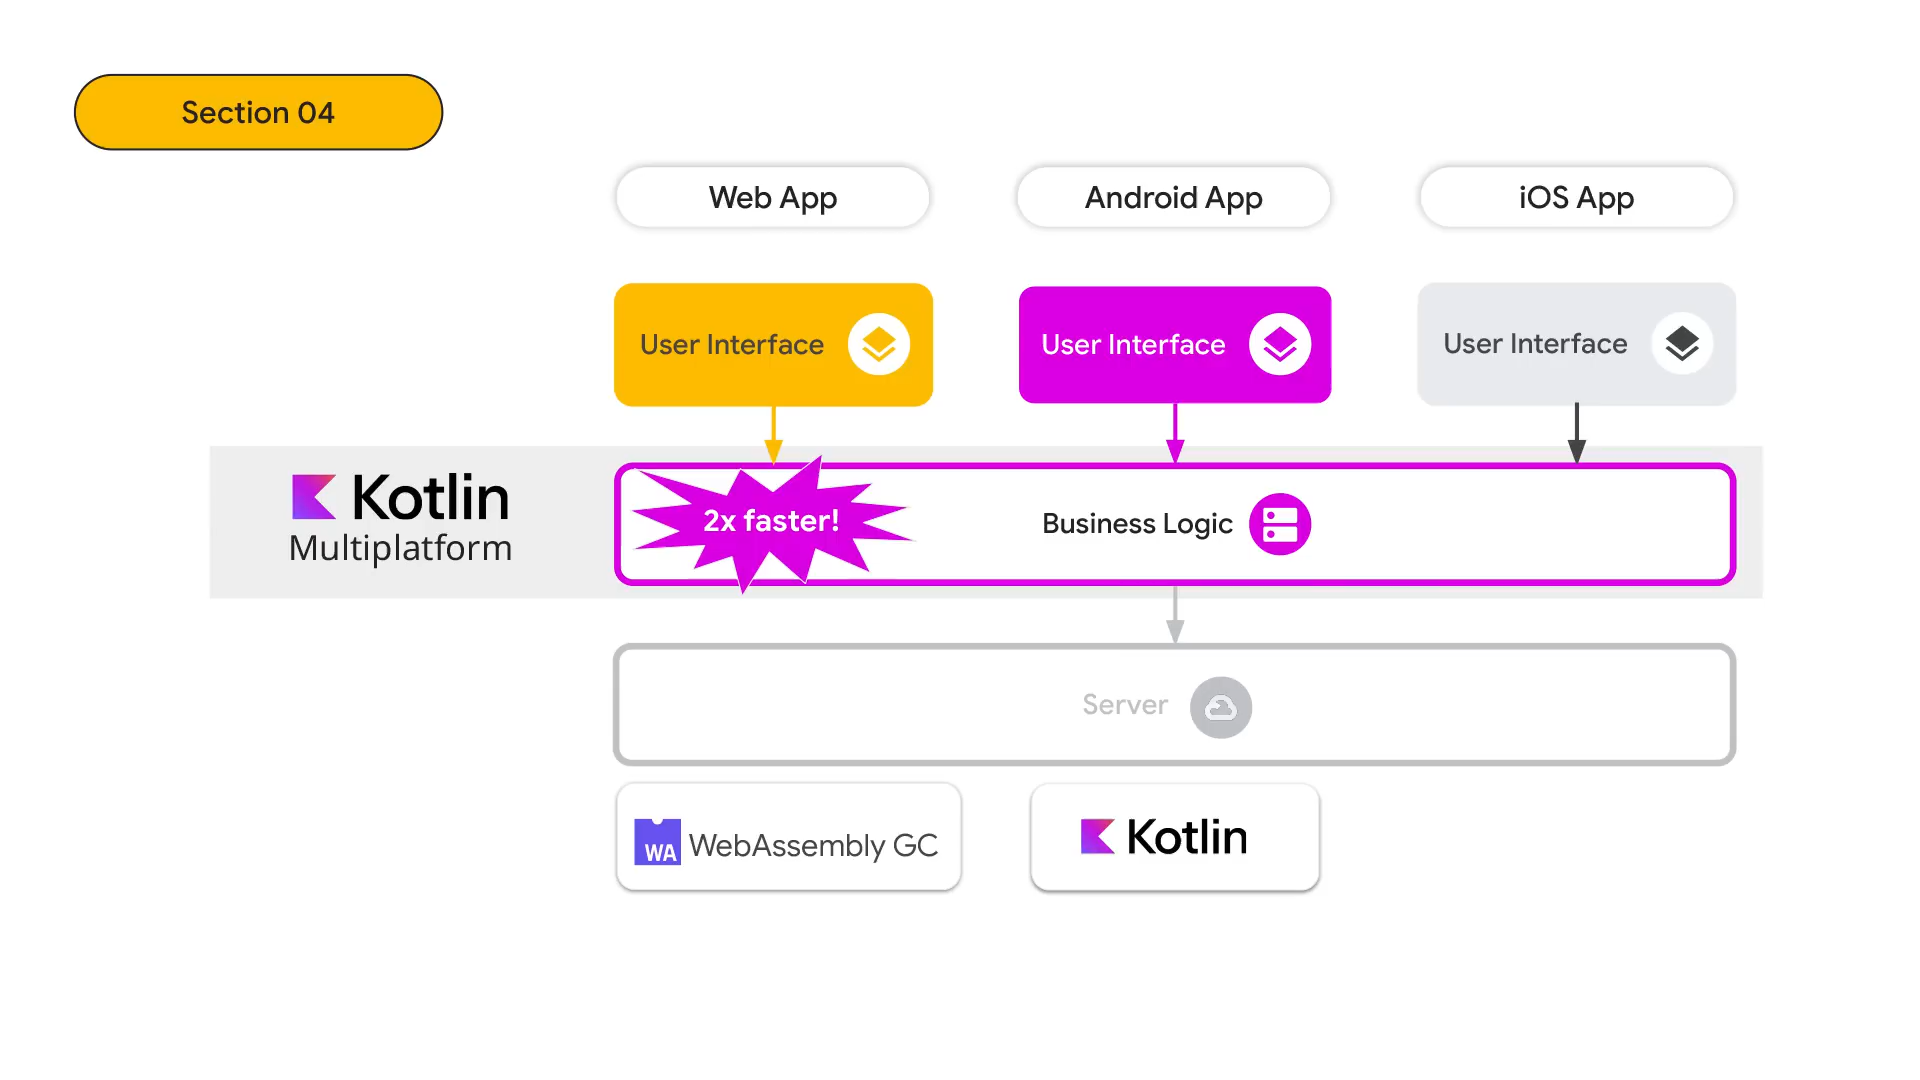 Section 04
Web App
Android App
iOS App
User Interface
User Interface
User Interface
Kotlin
Multiplatform
2x faster!
Business Logic
Server
WA WebAssembly GC
Kotlin